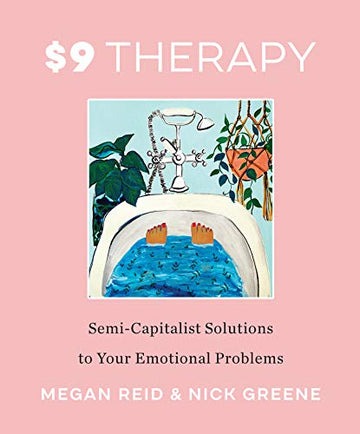 $9 THERAPY
Semi-Capitalist Solutions
to Your Emotional Problems
MEGAN REID & NICK GREENE